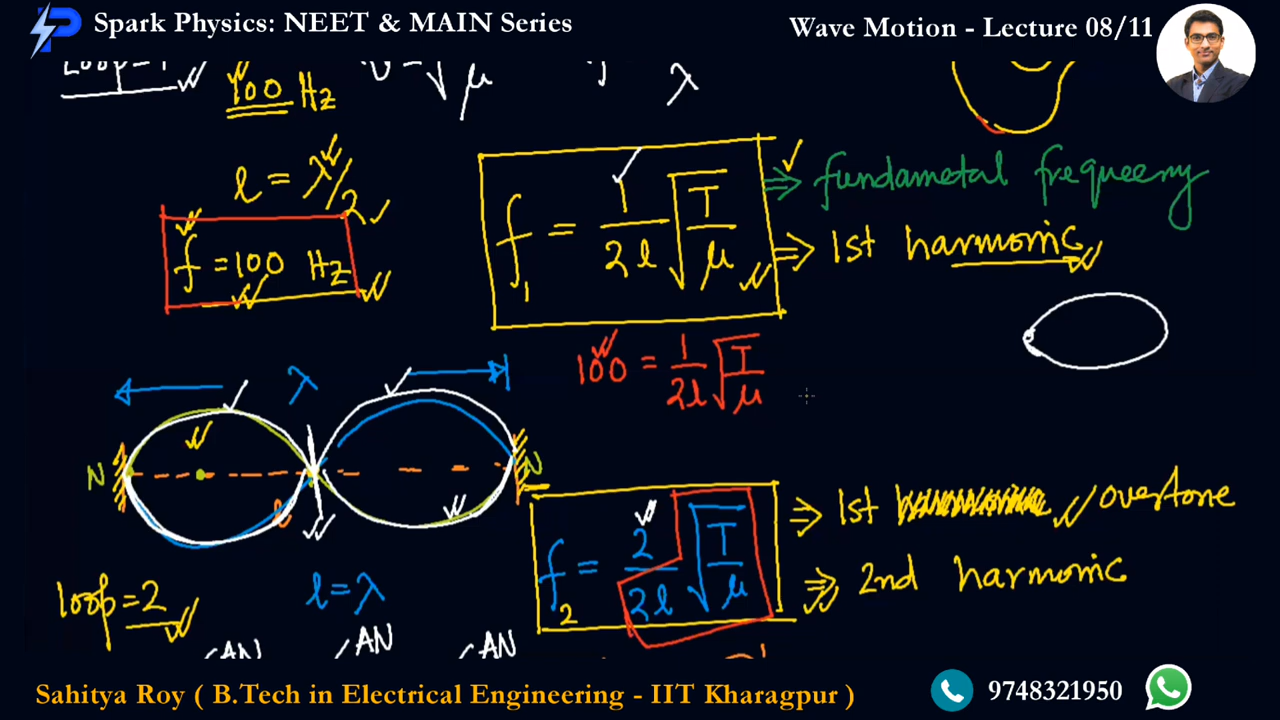 Spark Physics: NEET & MAIN Series
Wave Motion - Lecture 08/11
100 Hz
μ
λ
l = λ/2
f = 100 Hz
f₁ = 1/2l √T/μ
⇒ fundametal frequeeny
⇒ 1st harmonic
100 = 1/2l √T/μ
λ
N
N
l
f₂ = 2/2l √T/μ
⇒ 1st overtone
⇒ 2nd harmonic
loop = 2
l = λ
AN
AN
AN
Sahitya Roy ( B.Tech in Electrical Engineering - IIT Kharagpur )
9748321950